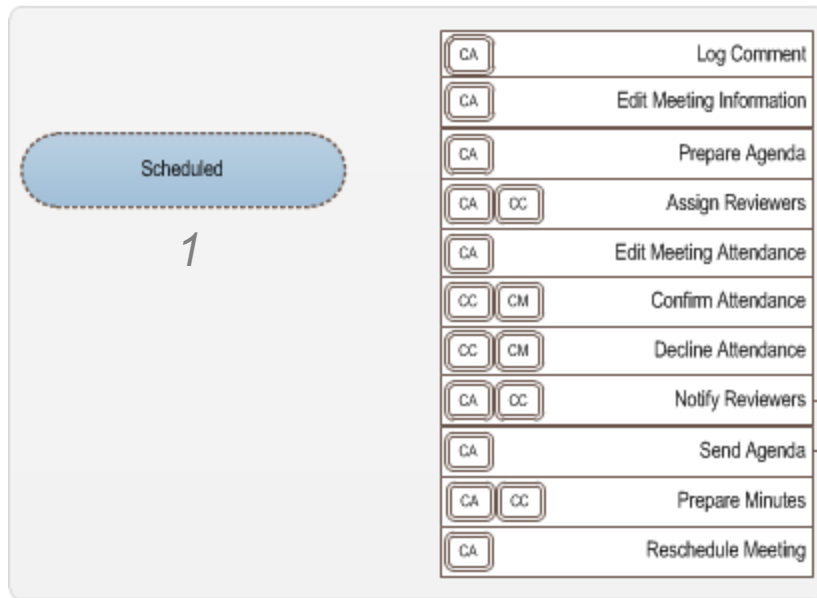 CA Log Comment
CA Edit Meeting Information
CA Prepare Agenda
Scheduled
CA CC Assign Reviewers
1
CA Edit Meeting Attendance
CC CM Confirm Attendance
CC CM Decline Attendance
CA CC Notify Reviewers
CA Send Agenda
CA CC Prepare Minutes
CA Reschedule Meeting